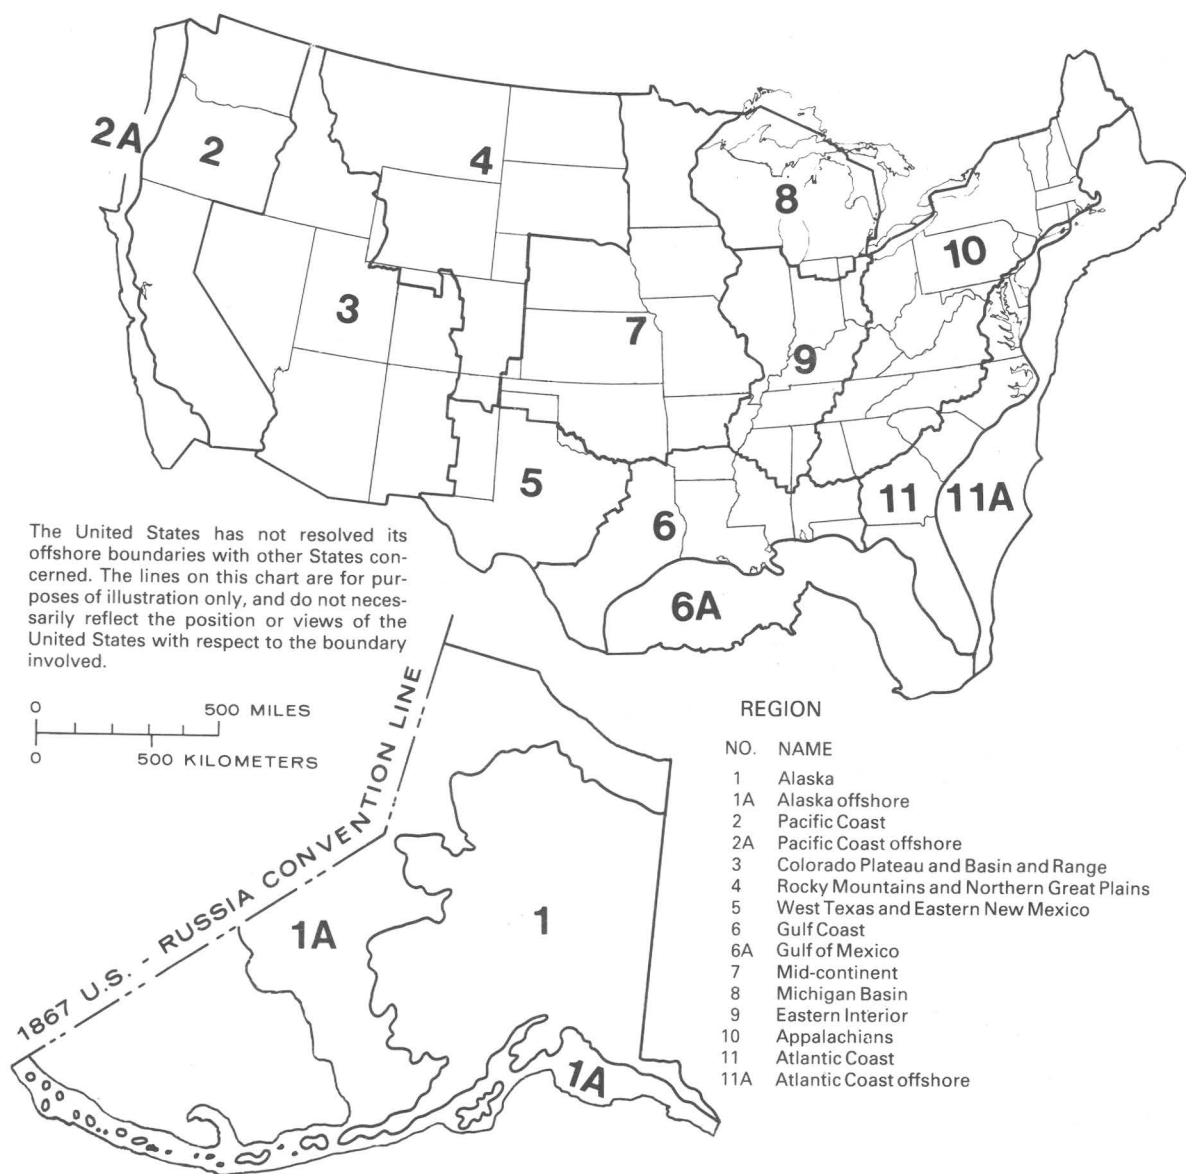 2A
2
4
8
10
3
7
9
5
11
11A
6
6A
The United States has not resolved its
offshore boundaries with other States con-
cerned. The lines on this chart are for pur-
poses of illustration only, and do not neces-
sarily reflect the position or views of the
United States with respect to the boundary
involved.
0 500 MILES
0 500 KILOMETERS
1867 U.S. - RUSSIA CONVENTION LINE
1A
1
1A
REGION
NO. NAME
1 Alaska
1A Alaska offshore
2 Pacific Coast
2A Pacific Coast offshore
3 Colorado Plateau and Basin and Range
4 Rocky Mountains and Northern Great Plains
5 West Texas and Eastern New Mexico
6 Gulf Coast
6A Gulf of Mexico
7 Mid-continent
8 Michigan Basin
9 Eastern Interior
10 Appalachians
11 Atlantic Coast
11A Atlantic Coast offshore